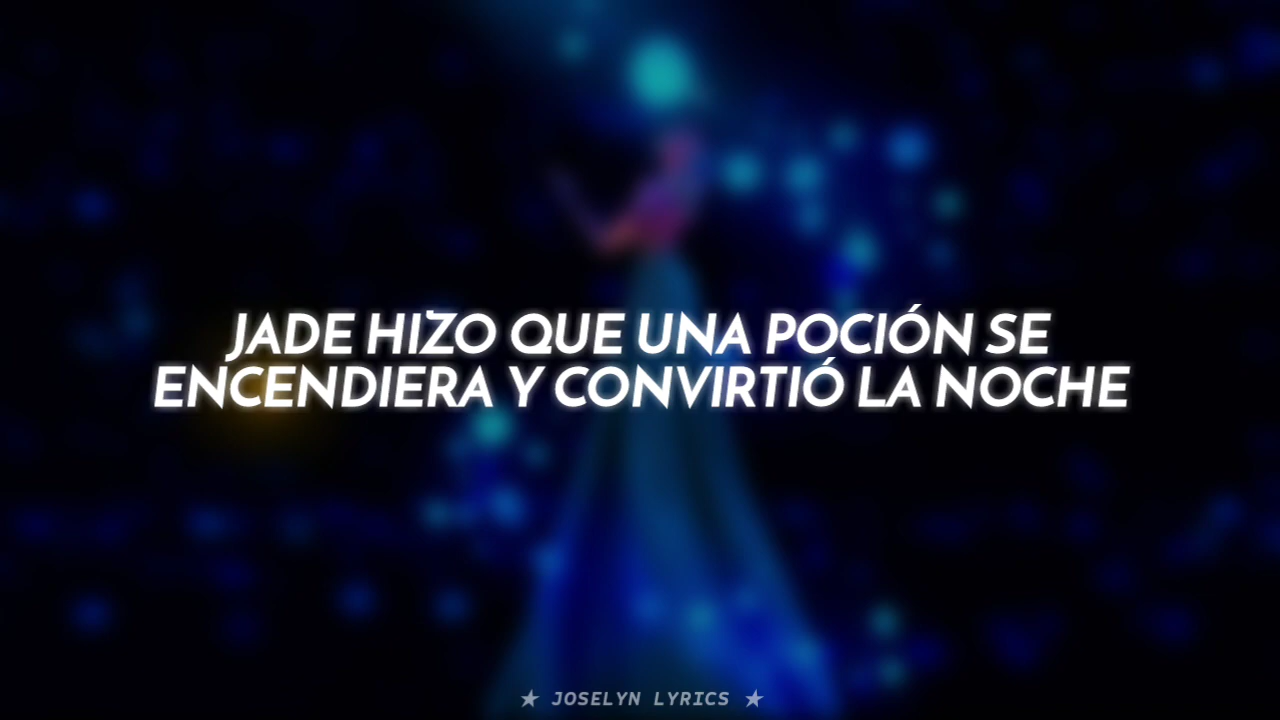 JADE HIZO QUE UNA POCIÓN SE
ENCENDIERA Y CONVIRTIÓ LA NOCHE
★ JOSELYN LYRICS ★